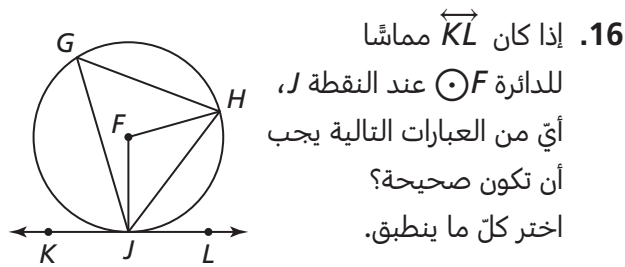 16. إذا كان KL مماسًّا
للدائرة F⊙ عند النقطة J،
أيّ من العبارات التالية يجب
أن تكون صحيحة؟
اختر كلّ ما ينطبق.
G
H
F
K
J
L